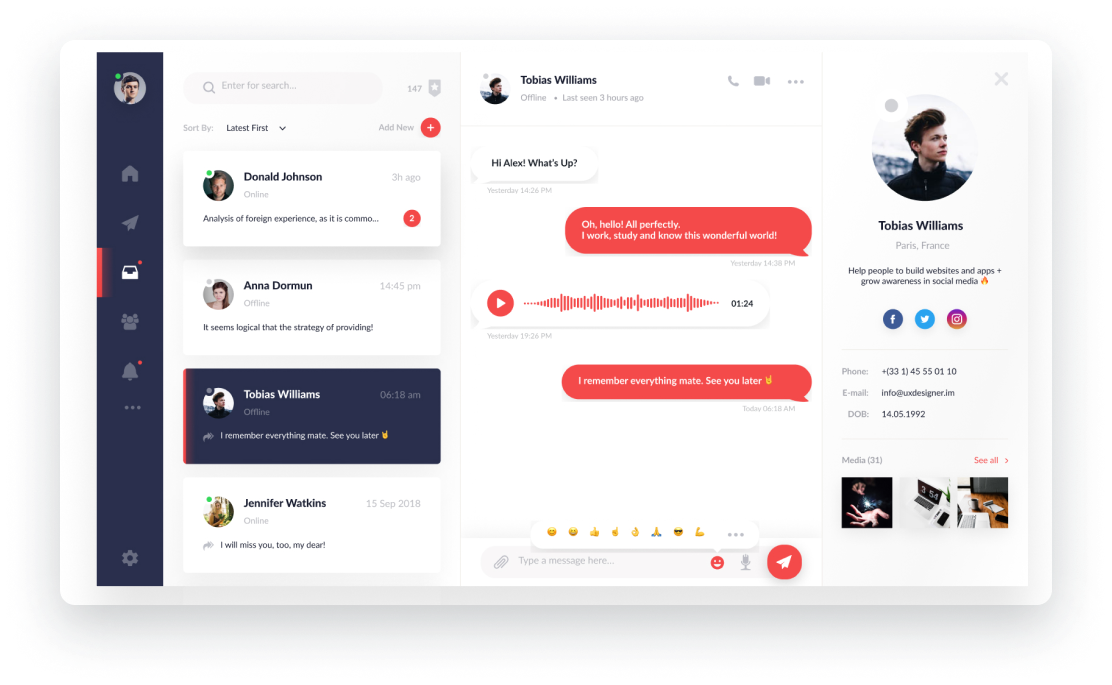 Enter for search...
147
Sort By: Latest First
Add New +
Donald Johnson
3h ago
Online
Analysis of foreign experience, as it is commo...
2
Anna Dormun
14:45 pm
Offline
It seems logical that the strategy of providing!
Tobias Williams
06:18 am
Offline
I remember everything mate. See you later 🤘
Jennifer Watkins
15 Sep 2018
Online
I will miss you, too, my dear!
Tobias Williams
Offline • Last seen 3 hours ago
Hi Alex! What's Up?
Yesterday 14:26 PM
Oh, hello! All perfectly.
I work, study and know this wonderful world!
Yesterday 14:38 PM
01:24
Yesterday 19:26 PM
I remember everything mate. See you later 🤘
Today 06:18 AM
Type a message here...
Tobias Williams
Paris, France
Help people to build websites and apps +
grow awareness in social media 🔥
Phone: +(33 1) 45 55 01 10
E-mail: info@uxdesigner.im
DOB: 14.05.1992
Media (31)
See all >
3 54